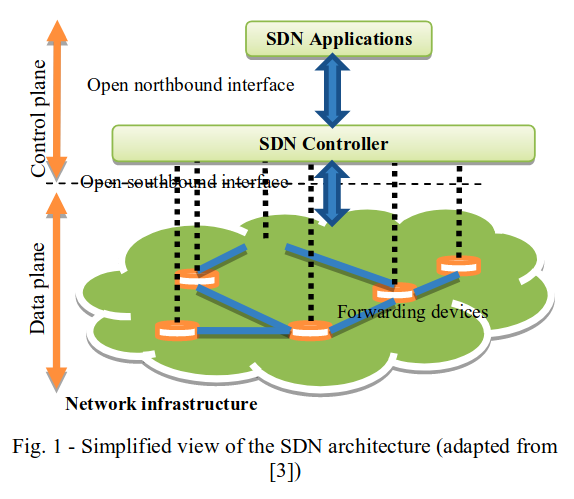 SDN Applications
Open northbound interface
Control plane
SDN Controller
Open southbound interface
Data plane
Forwarding devices
Network infrastructure
Fig. 1 - Simplified view of the SDN architecture (adapted from
[3])